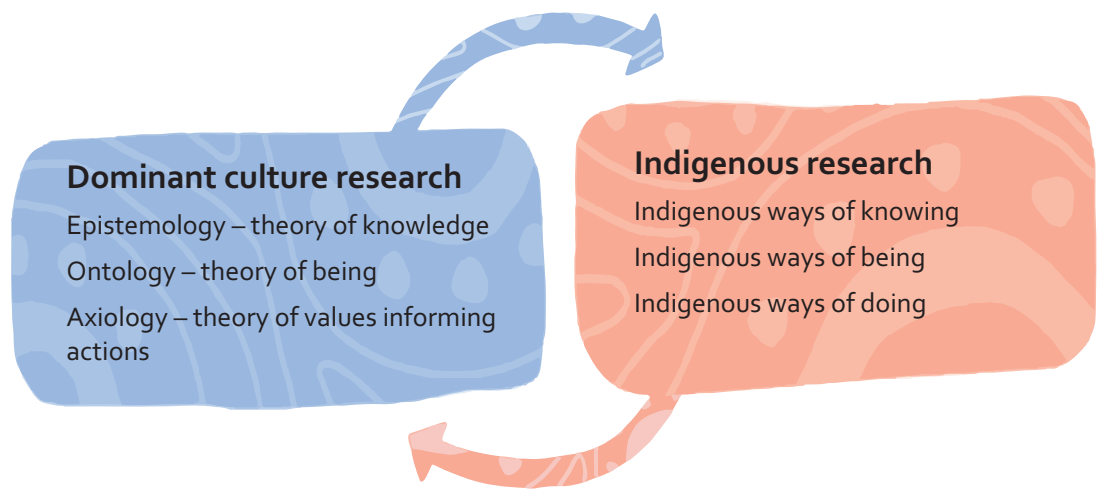 Dominant culture research
Epistemology – theory of knowledge
Ontology – theory of being
Axiology – theory of values informing
actions
Indigenous research
Indigenous ways of knowing
Indigenous ways of being
Indigenous ways of doing